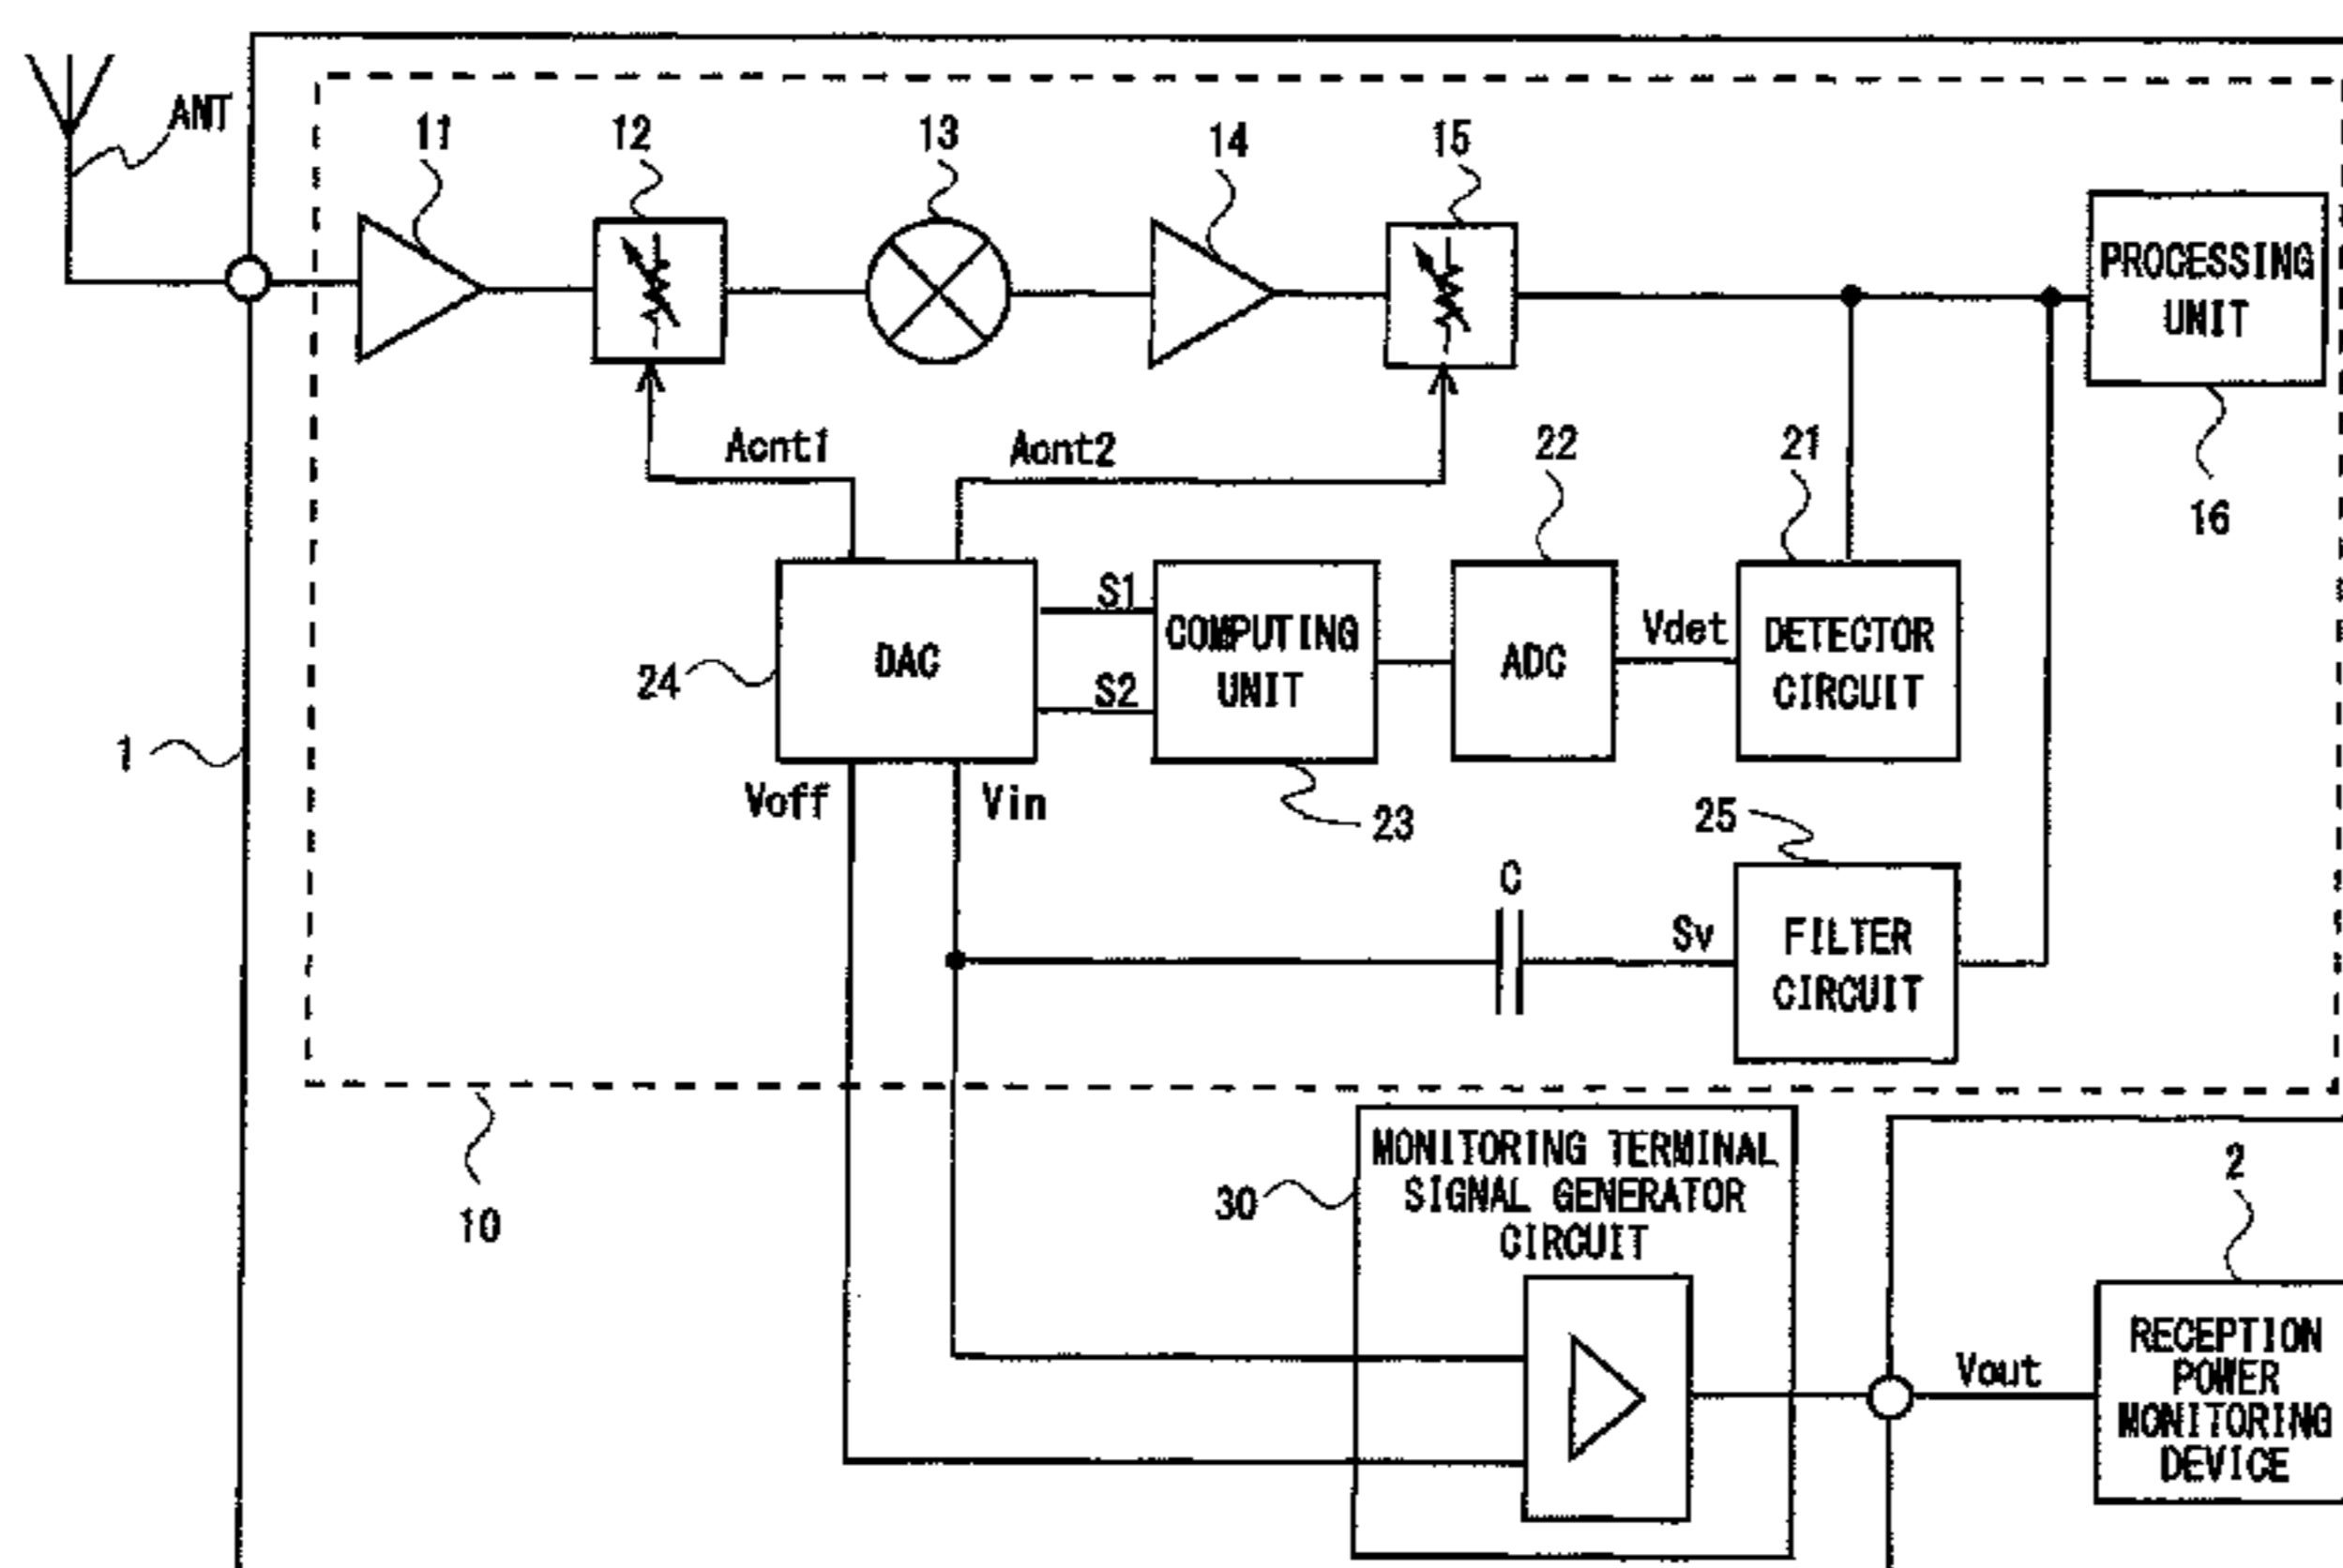 ANT
11
12
13
14
15
PROCESSING
UNIT
16
Acnt1
Acnt2
22
21
24
DAC
S1
S2
COMPUTING
UNIT
ADC
Vdet
DETECTOR
CIRCUIT
1
Voff
Vin
23
25
C
Sv
FILTER
CIRCUIT
10
30
MONITORING TERMINAL
SIGNAL GENERATOR
CIRCUIT
2
Vout
RECEPTION
POWER
MONITORING
DEVICE